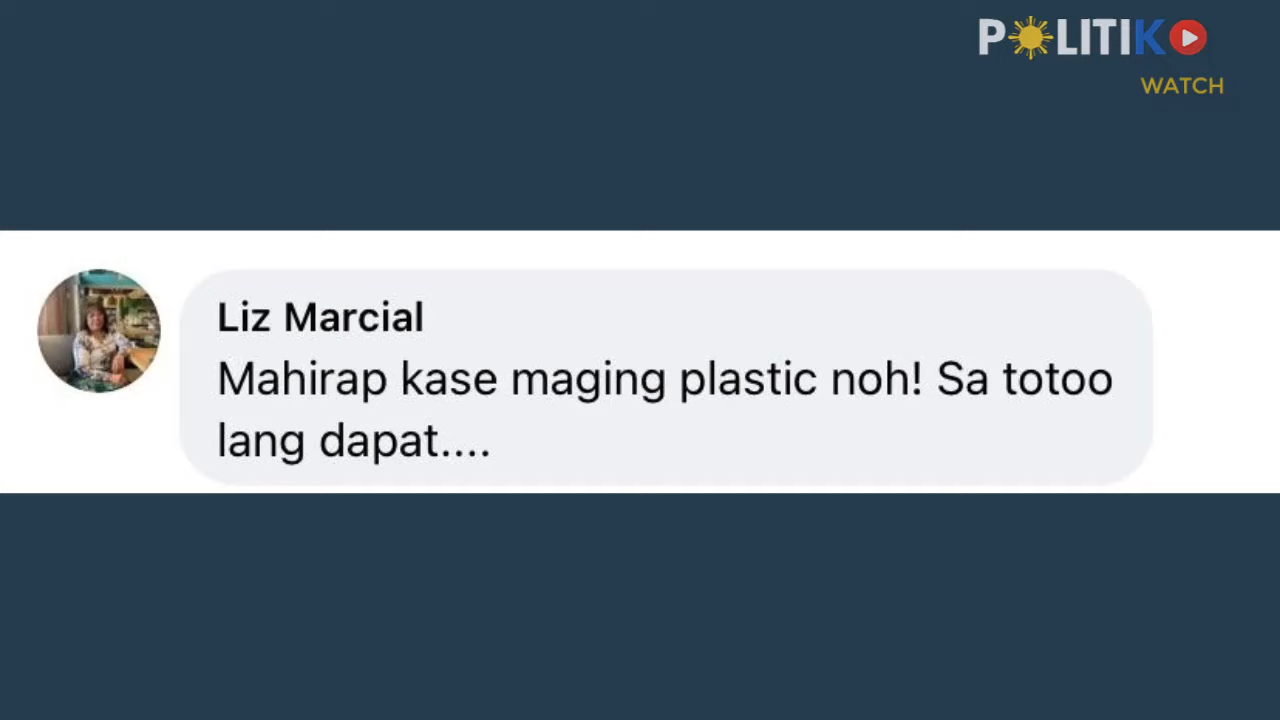 POLITIKO
WATCH
Liz Marcial
Mahirap kase maging plastic noh! Sa totoo
lang dapat....